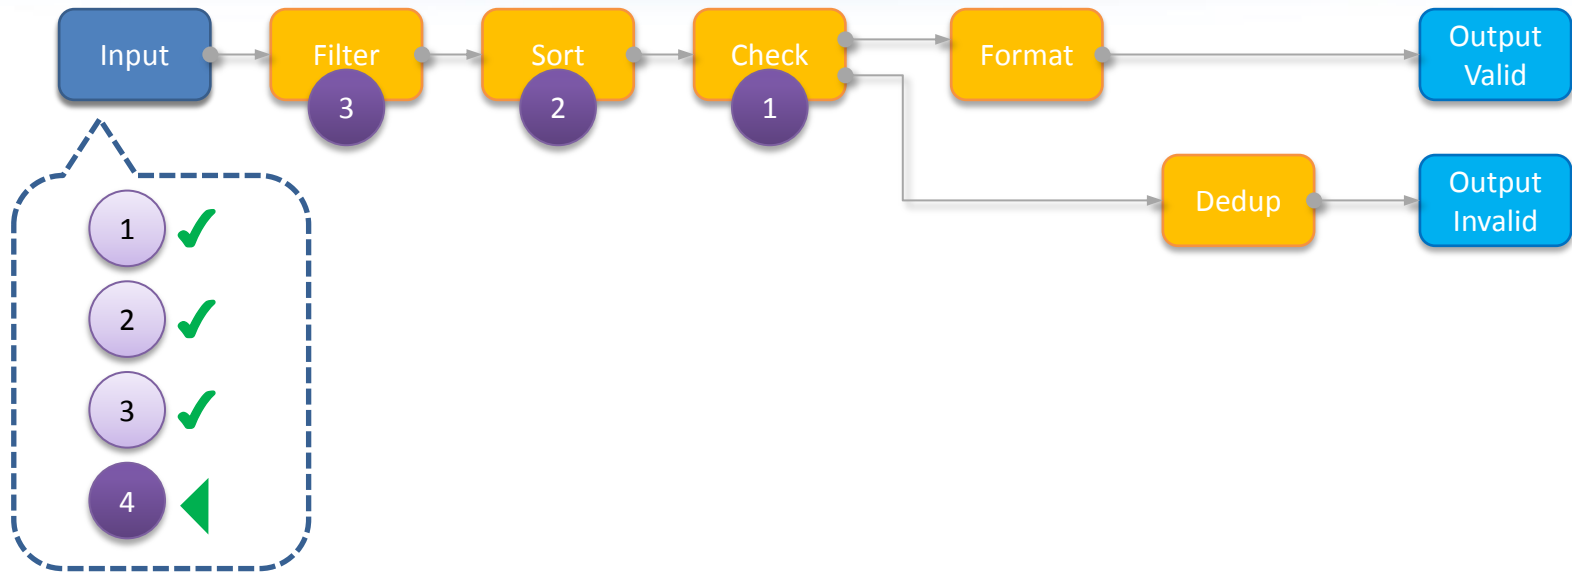 Input
Filter
Sort
Check
Format
Output
Valid
3
2
1
Dedup
Output
Invalid
1
2
3
4